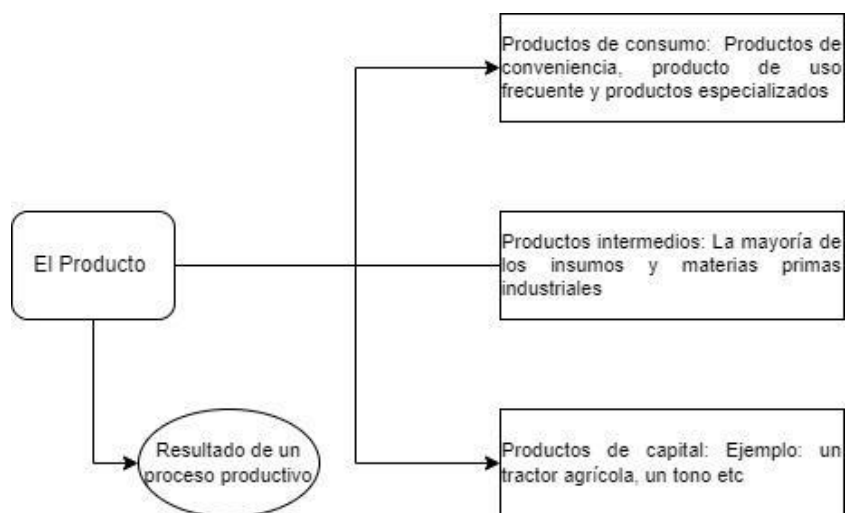 Productos de consumo: Productos de
conveniencia, producto de uso
frecuente y productos especializados
El Producto
Productos intermedios: La mayoría de
los insumos y materias primas
industriales
Resultado de un
proceso productivo
Productos de capital: Ejemplo: un
tractor agrícola, un tono etc